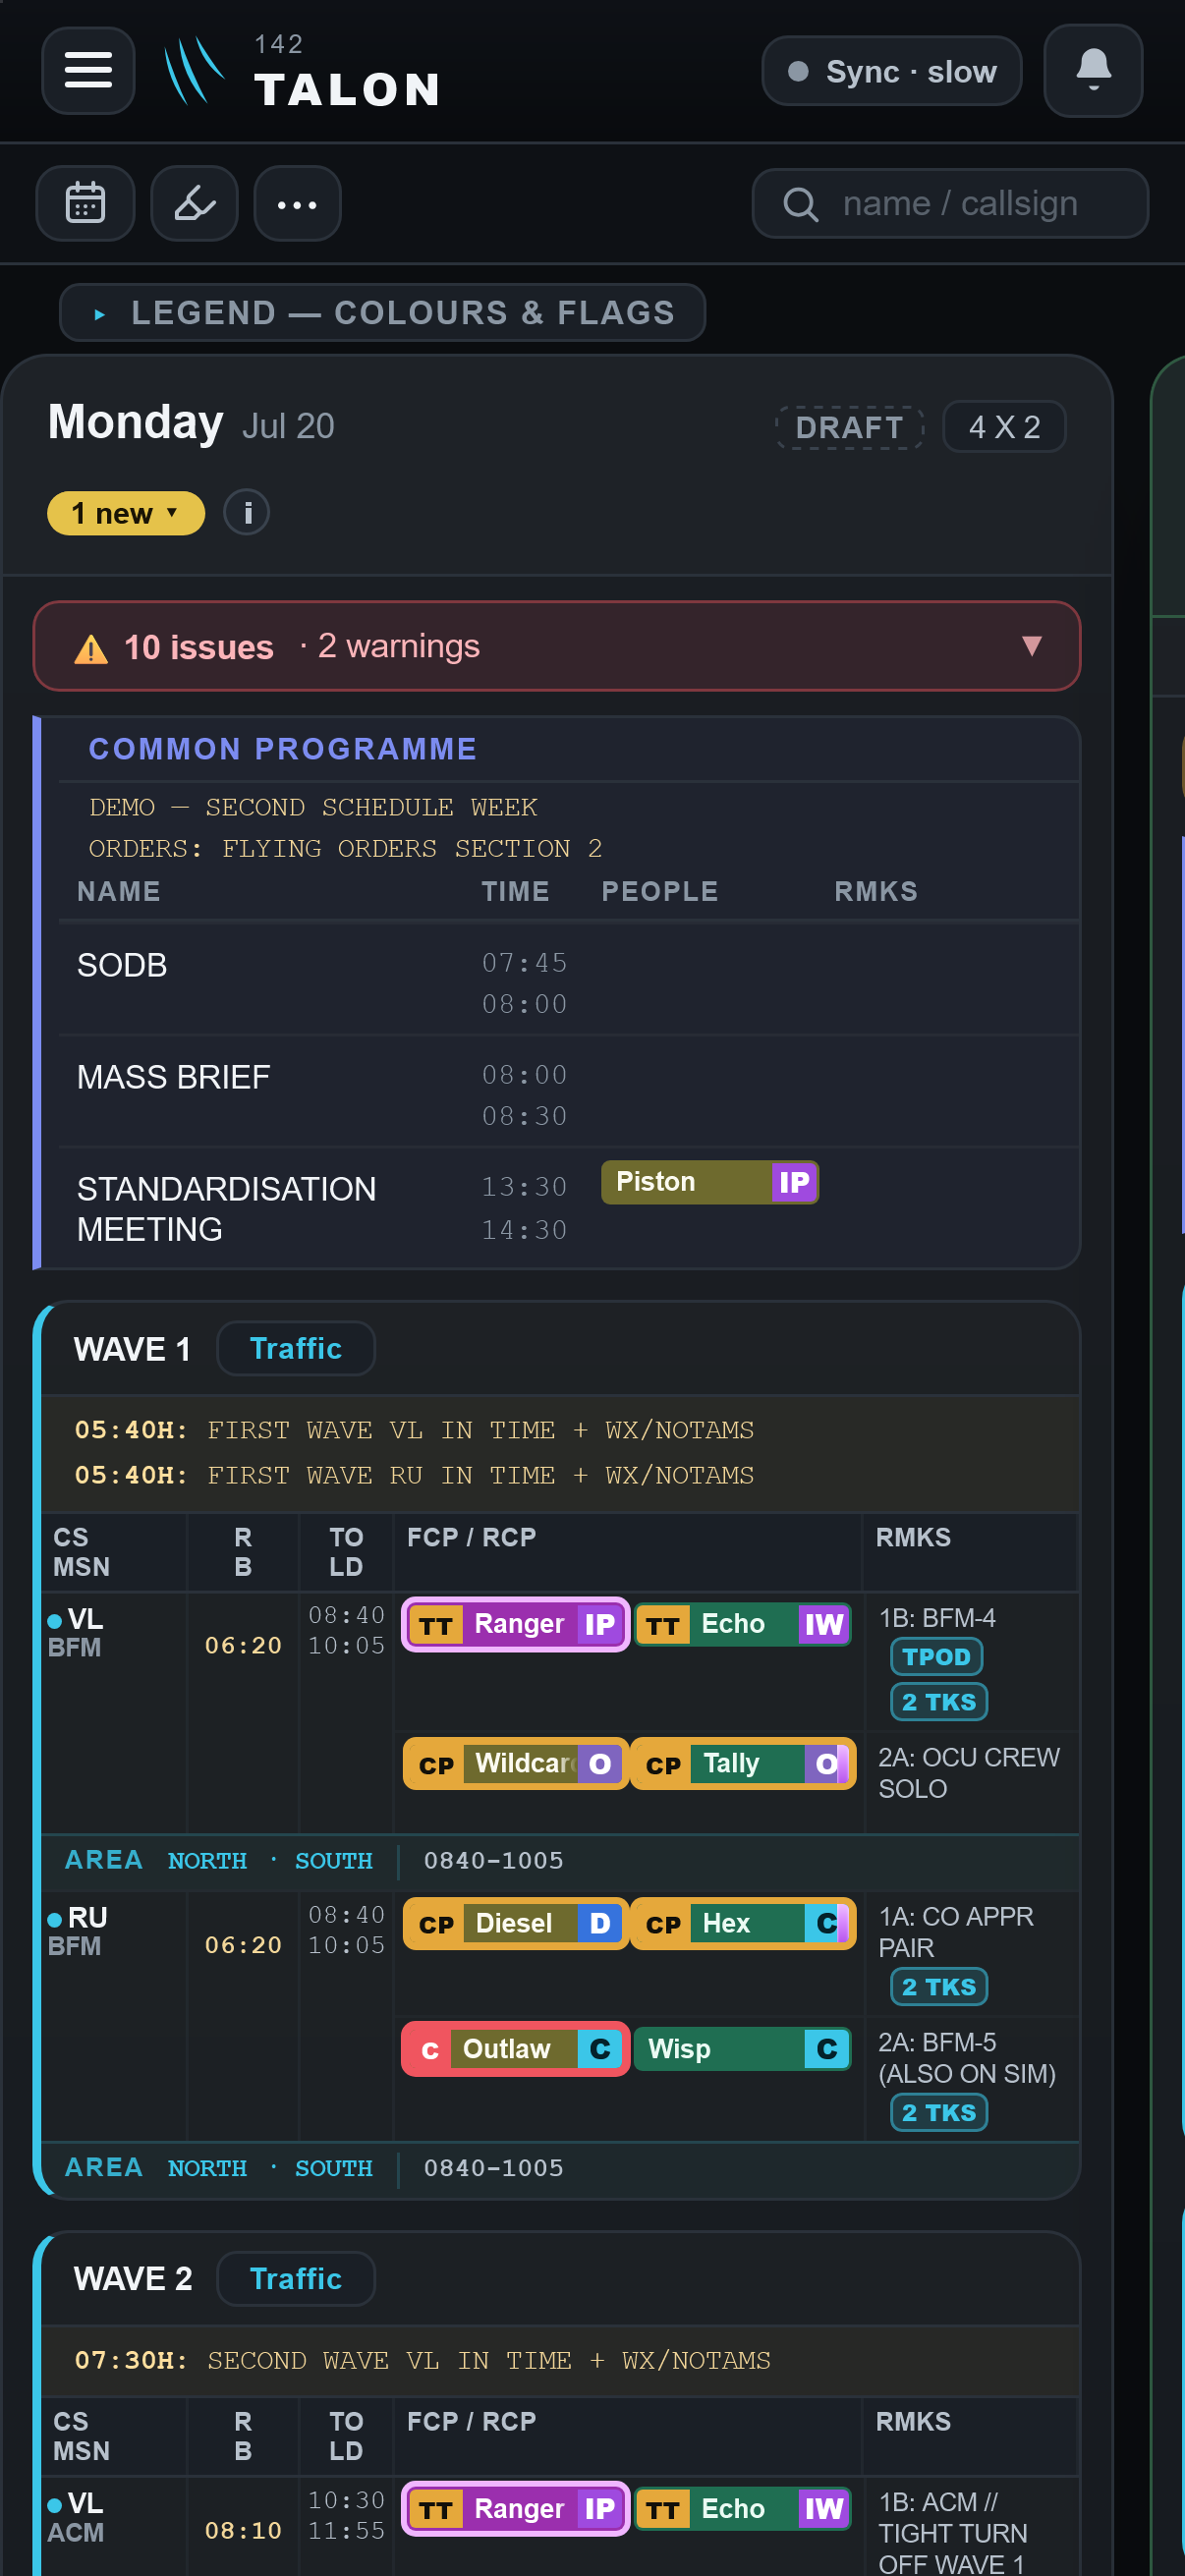 142
TALON
Sync · slow
name / callsign
LEGEND — COLOURS & FLAGS
Monday Jul 20
DRAFT
4 X 2
1 new
i
10 issues · 2 warnings
COMMON PROGRAMME
DEMO — SECOND SCHEDULE WEEK
ORDERS: FLYING ORDERS SECTION 2
NAME TIME PEOPLE RMKS
SODB 07:45
08:00
MASS BRIEF 08:00
08:30
STANDARDISATION 13:30 Piston IP
MEETING 14:30
WAVE 1 Traffic
05:40H: FIRST WAVE VL IN TIME + WX/NOTAMS
05:40H: FIRST WAVE RU IN TIME + WX/NOTAMS
CS R TO FCP / RCP RMKS
MSN B LD
VL 08:40 TT Ranger IP TT Echo IW 1B: BFM-4
BFM 06:20 10:05
TPOD
2 TKS
CP O CP Tally O 2A: OCU CREW
SOLO
AREA NORTH · SOUTH 0840-1005
RU 08:40 CP Diesel D CP Hex C 1A: CO APPR
BFM 06:20 10:05 PAIR
2 TKS
C Outlaw C Wisp C 2A: BFM-5
(ALSO ON SIM)
2 TKS
AREA NORTH · SOUTH 0840-1005
WAVE 2 Traffic
07:30H: SECOND WAVE VL IN TIME + WX/NOTAMS
CS R TO FCP / RCP RMKS
MSN B LD
VL 10:30 TT Ranger IP TT Echo IW 1B: ACM //
ACM 08:10 11:55 TIGHT TURN
OFF WAVE 1